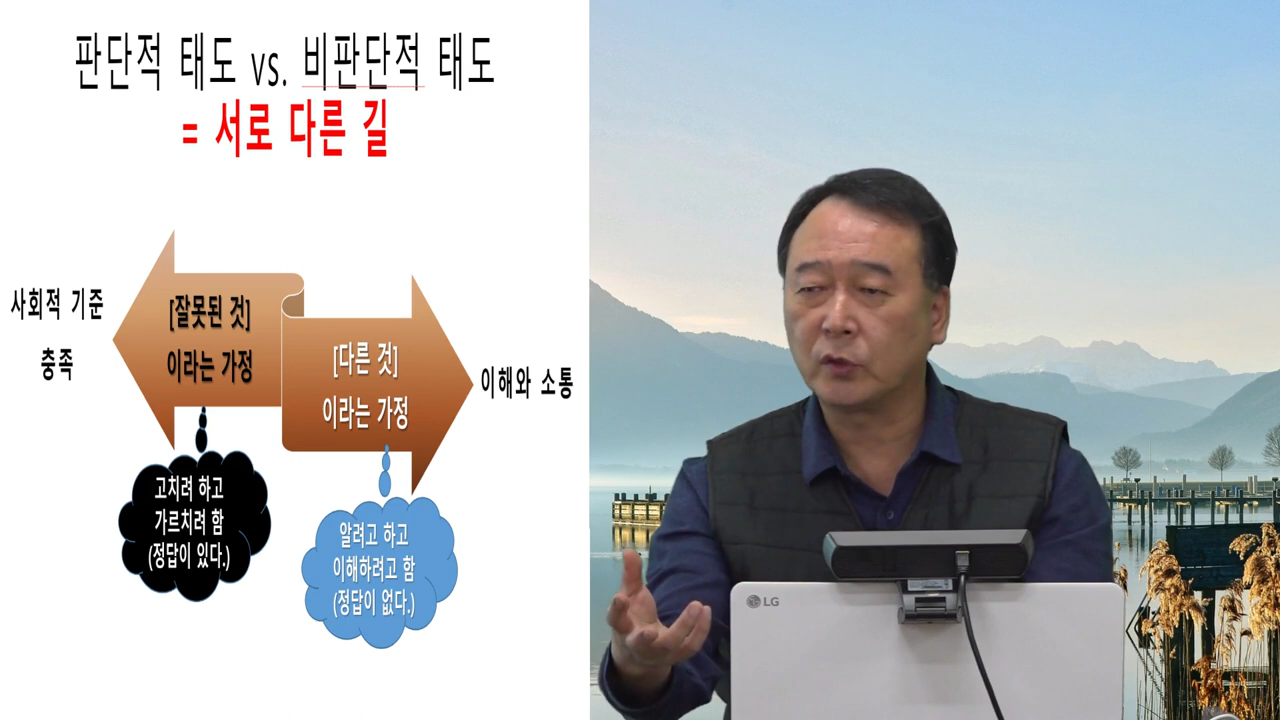 판단적 태도 vs. 비판단적 태도
= 서로 다른 길
사회적 기준
충족
[잘못된 것]
이라는 가정
[다른 것]
이라는 가정
이해와 소통
고치려 하고
가르치려 함
(정답이 있다.)
알려고 하고
이해하려고 함
(정답이 없다.)
LG